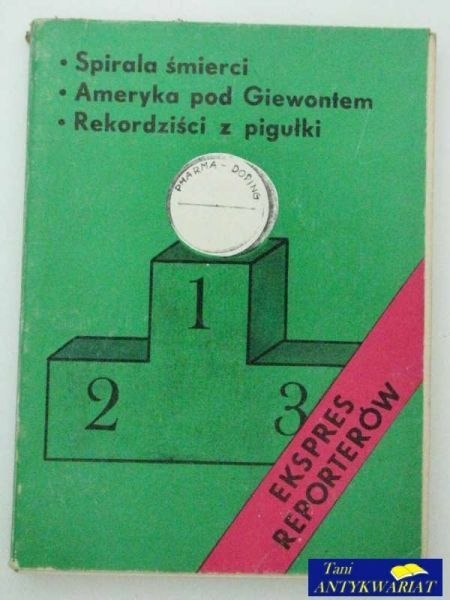 • Spirala śmierci
• Ameryka pod Giewontem
• Rekordziści z pigułki
PHARMA - DOPING
1
2
3
EKSPRES
REPORTERÓW
Tani
ANTYKWARIAT